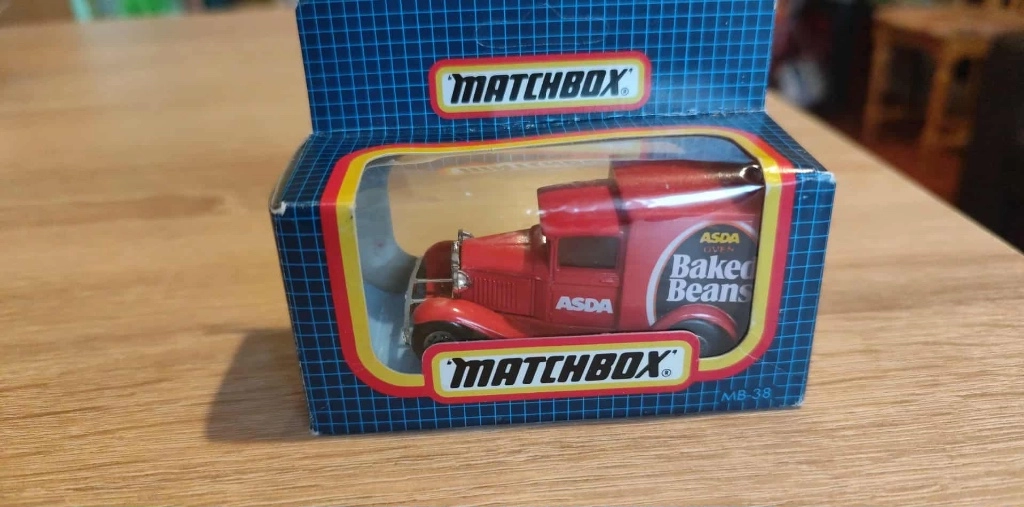 'MATCHBOX'®
ASDA
OVEN
Baked
Beans
ASDA
'MATCHBOX'®
MB-38